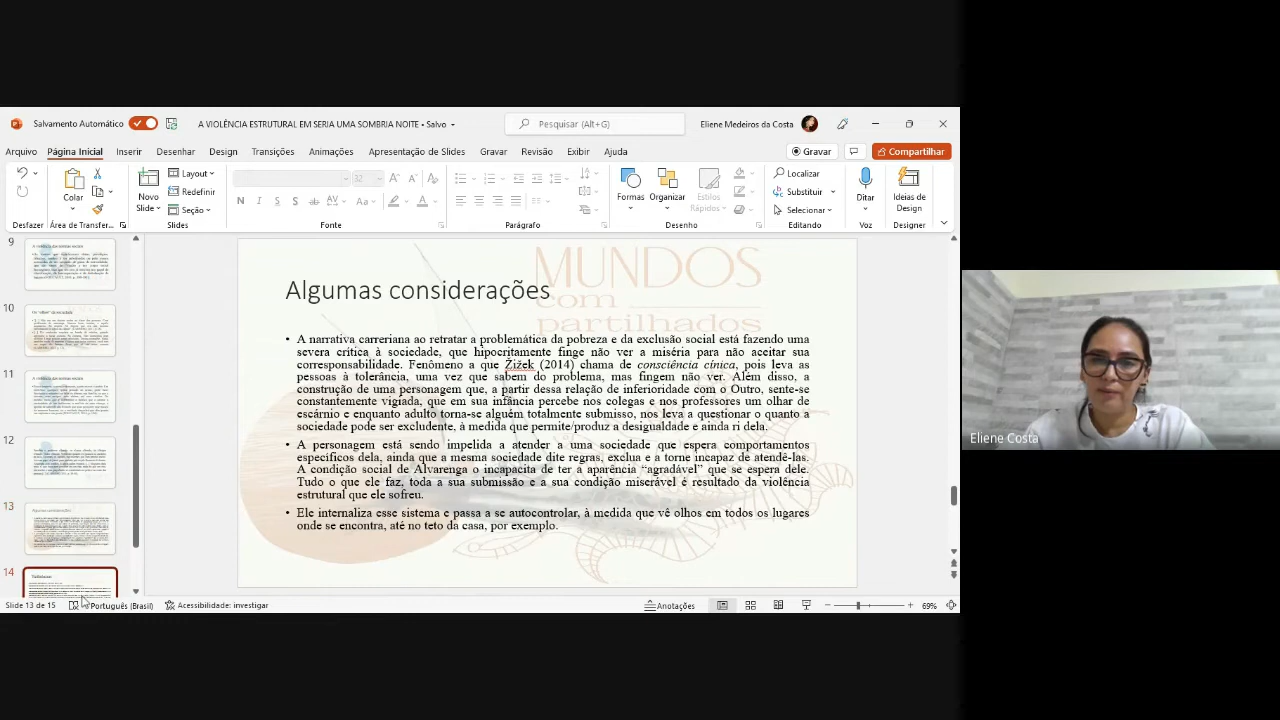 Salvamento Automático
A VIOLÊNCIA ESTRUTURAL EM SERIA UMA SOMBRIA NOITE • Salvo
Pesquisar (Alt+G)
Eliene Medeiros da Costa
Arquivo Página Inicial Inserir Desenhar Design Transições Animações Apresentação de Slides Gravar Revisão Exibir Ajuda
Gravar
Compartilhar
Colar
Novo Slide
Layout
Redefinir
Seção
32
N I S S ab AV Aa A
Formas
Organizar
Estilos Rápidos
Localizar
Substituir
Selecionar
Ditar
Ideias de Design
Desfazer Área de Transfer... Slides Fonte Parágrafo Desenho Editando Voz Designer
9
10
11
12
13
14
MUNDOS
com
partilhados
Algumas considerações
• A narrativa carreriana ao retratar a problemática da pobreza e da exclusão social está fazendo uma
severa crítica à sociedade, que hipocritamente finge não ver a miséria para não aceitar sua
corresponsabilidade. Fenômeno a que Žižek (2014) chama de consciência cínica, pois leva as
pessoas à tolerância, uma vez que sabem do problema, mas fingem não ver. Além disso, a
construção de uma personagem que, a partir dessa relação de inferioridade com o Outro, sente-se
constantemente vigiada, que em sua infância percebe nos colegas e nos professores um olhar de
escárnio e enquanto adulto torna-se alguém totalmente submisso, nos leva a questionar o quanto a
sociedade pode ser excludente, à medida que permite/produz a desigualdade e ainda ri dela.
• A personagem está sendo impelida a atender a uma sociedade que espera comportamentos
específicos dela, ainda que a mesma sociedade dite regras, exclua e a torne incapaz de atendê-las.
A condição social de Alvarenga o incapacita de ter a aparência “agradável” que se espera dele.
Tudo o que ele faz, toda a sua submissão e a sua condição miserável é resultado da violência
estrutural que ele sofreu.
• Ele internaliza esse sistema e passa a se autocontrolar, à medida que vê olhos em todos os lugares
onde se encontra, até no teto da casa, por exemplo.
Eliene Costa
Slide 13 de 15 Português (Brasil) Acessibilidade: investigar Anotações 69%